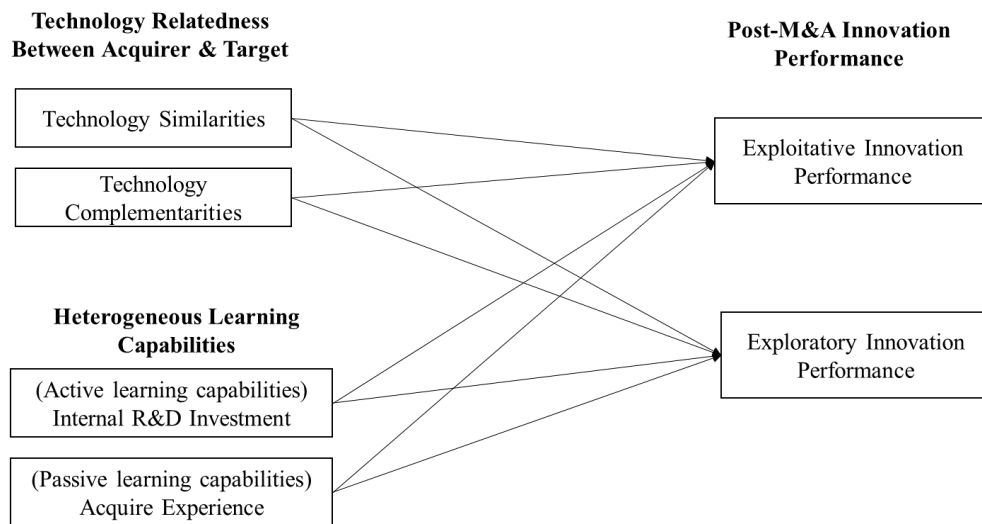 Technology Relatedness
Between Acquirer & Target
Technology Similarities
Technology
Complementarities
Heterogeneous Learning
Capabilities
(Active learning capabilities)
Internal R&D Investment
(Passive learning capabilities)
Acquire Experience
Post-M&A Innovation
Performance
Exploitative Innovation
Performance
Exploratory Innovation
Performance